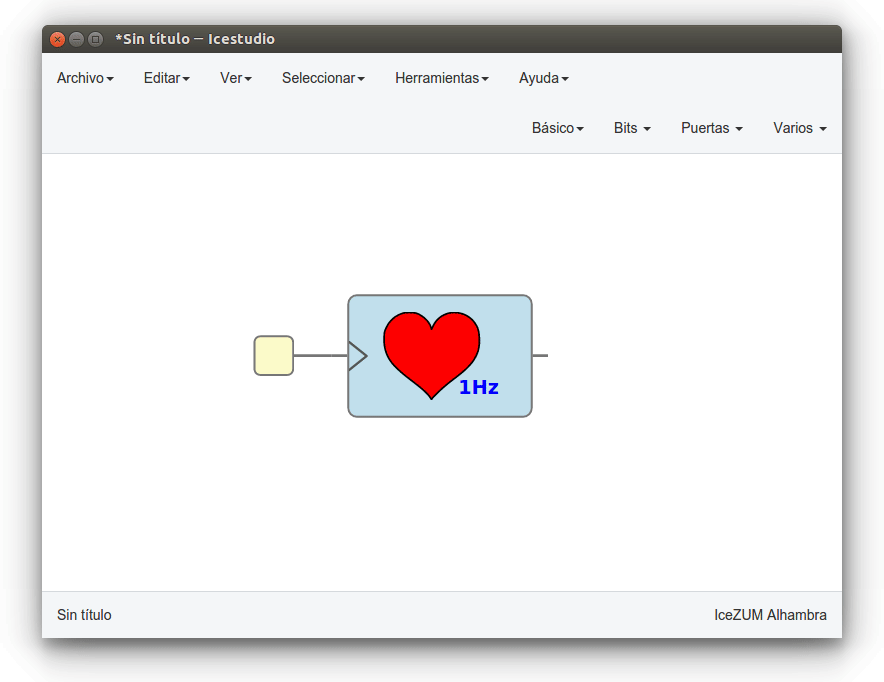 *Sin título – Icestudio
Archivo Editar Ver Seleccionar Herramientas Ayuda
Básico Bits Puertas Varios
1Hz
Sin título IceZUM Alhambra